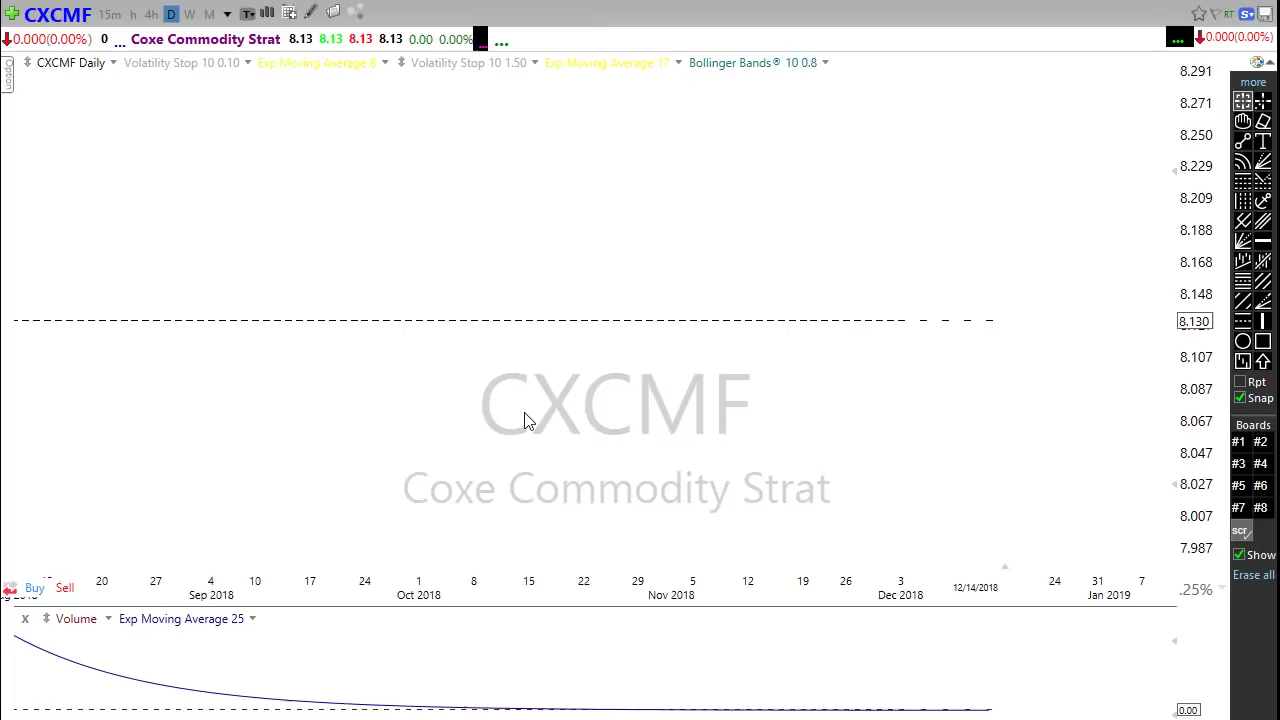 CXCMF 15m h 4h D W M T RT S
0.000(0.00%) 0 ... Coxe Commodity Strat 8.13 8.13 8.13 8.13 0.00 0.00% ... ... ... 0.000(0.00%)
Option
CXCMF Daily Volatility Stop 10 0.10 Exp Moving Average 8 Volatility Stop 10 1.50 Exp Moving Average 17 Bollinger Bands® 10 0.8
more
8.291
8.271
8.250
8.229
8.209
8.188
8.168
8.148
8.130
8.107
8.087
8.067
8.047
8.027
8.007
7.987
CXCMF
Coxe Commodity Strat
T
Rpt
Snap
Boards
#1 #2
#3 #4
#5 #6
#7 #8
scr
Show
Erase all
20 27 4 10 17 24 1 8 15 22 29 5 12 19 26 3 12/14/2018 24 31 7
Sep 2018 Oct 2018 Nov 2018 Dec 2018 Jan 2019
Buy Sell
.25%
x Volume Exp Moving Average 25
0.00